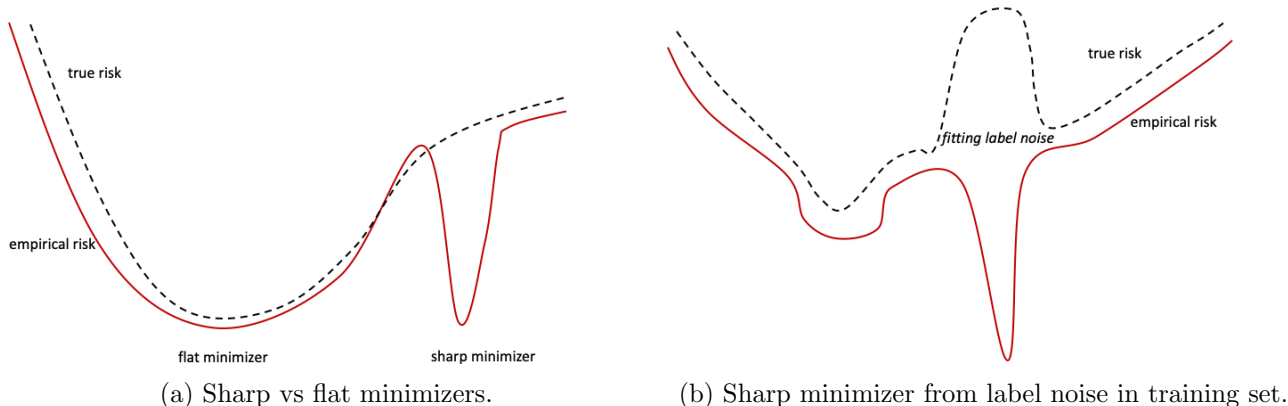 true risk
empirical risk
flat minimizer
sharp minimizer
(a) Sharp vs flat minimizers.
true risk
empirical risk
fitting label noise
(b) Sharp minimizer from label noise in training set.